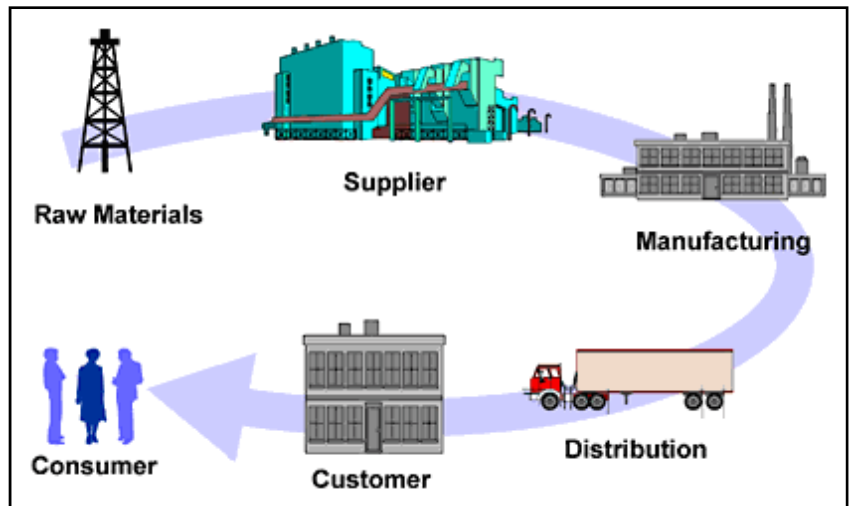 Raw Materials
Supplier
Manufacturing
Distribution
Customer
Consumer